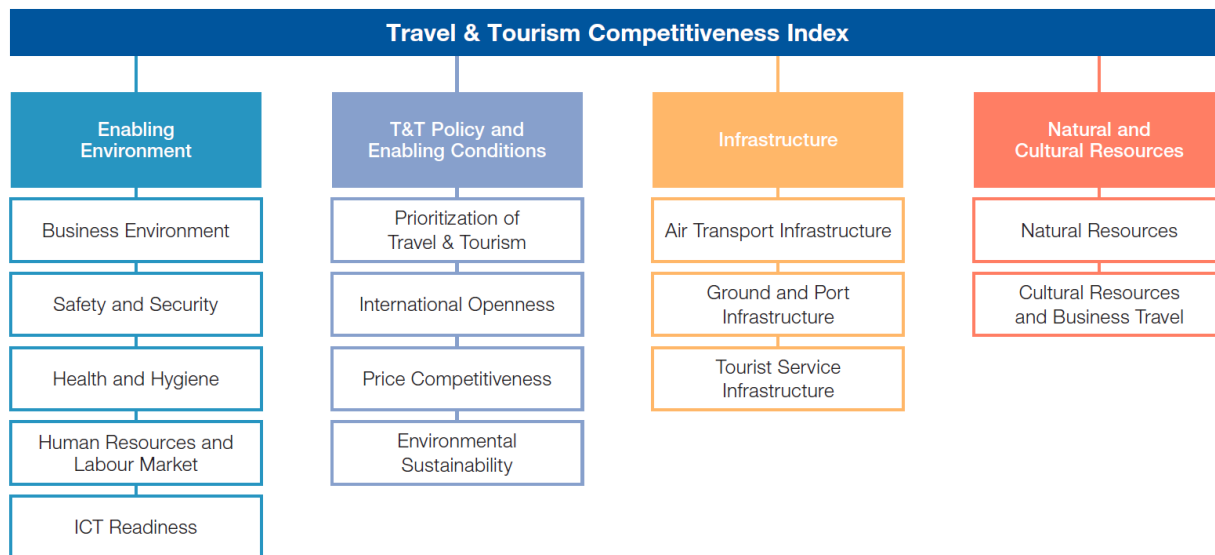 Travel & Tourism Competitiveness Index
Enabling
Environment
Business Environment
Safety and Security
Health and Hygiene
Human Resources and
Labour Market
ICT Readiness
T&T Policy and
Enabling Conditions
Prioritization of
Travel & Tourism
International Openness
Price Competitiveness
Environmental
Sustainability
Infrastructure
Air Transport Infrastructure
Ground and Port
Infrastructure
Tourist Service
Infrastructure
Natural and
Cultural Resources
Natural Resources
Cultural Resources
and Business Travel